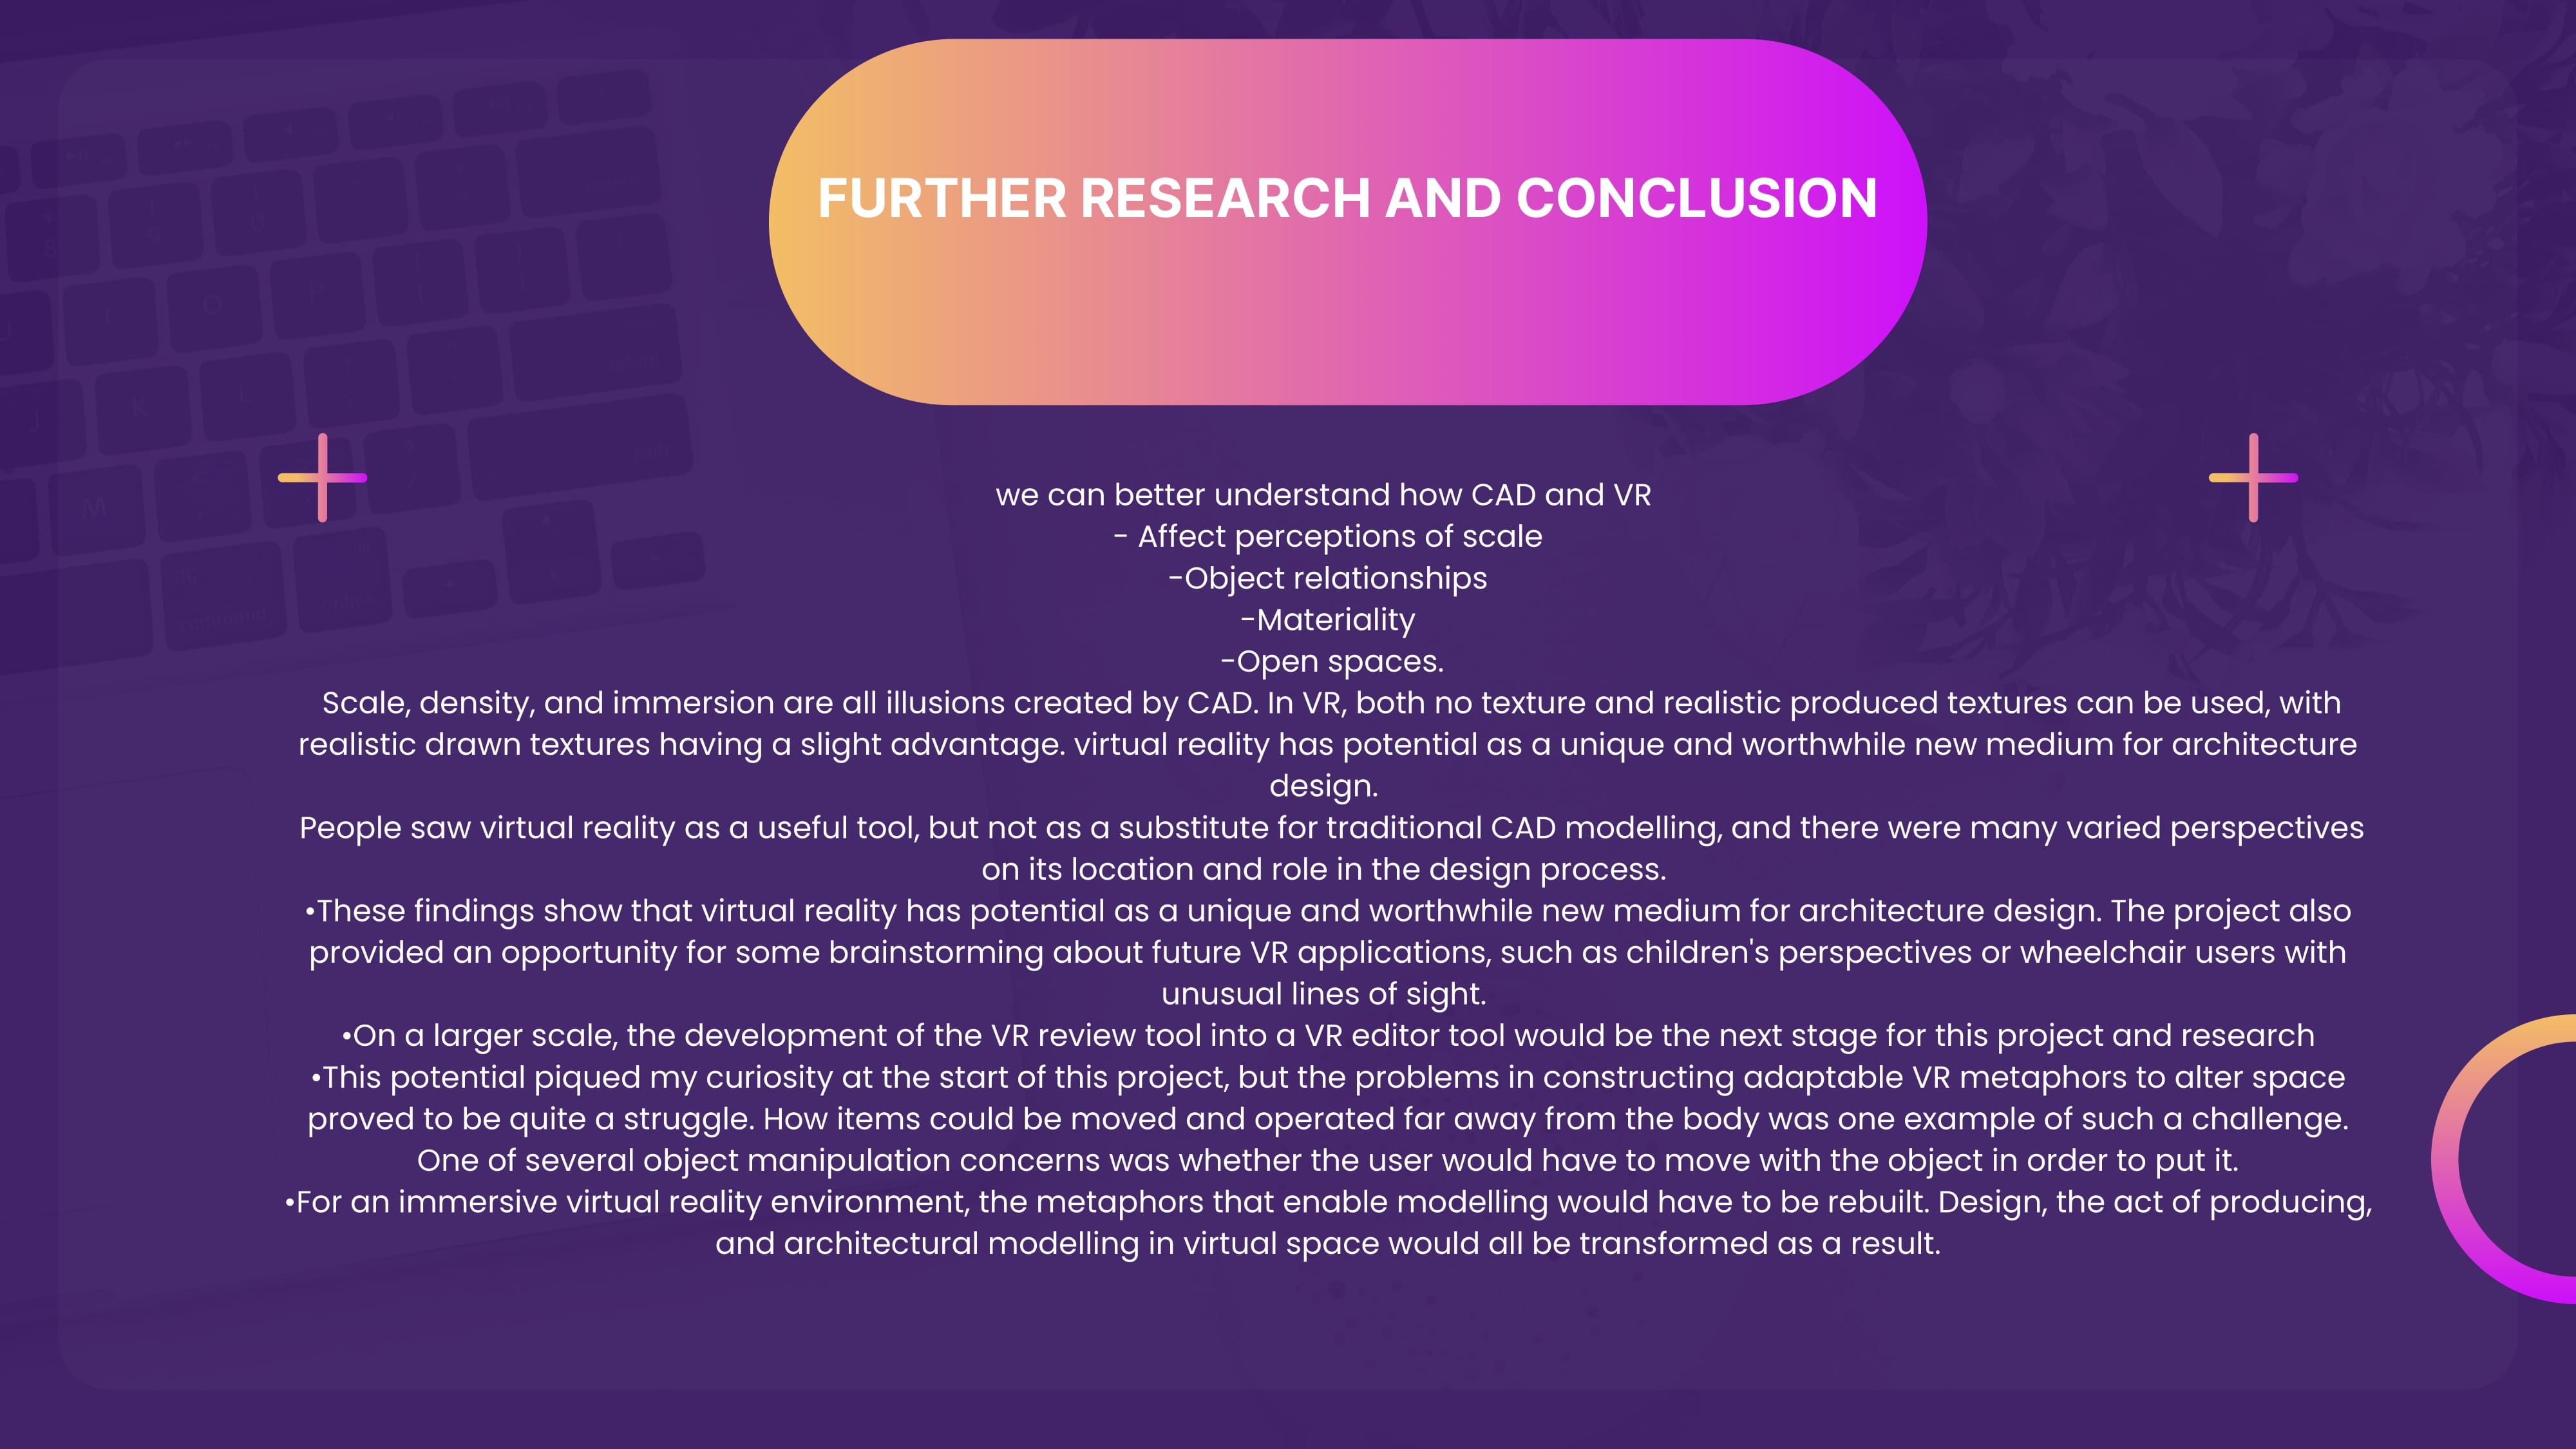 FURTHER RESEARCH AND CONCLUSION
we can better understand how CAD and VR
- Affect perceptions of scale
-Object relationships
-Materiality
-Open spaces.
Scale, density, and immersion are all illusions created by CAD. In VR, both no texture and realistic produced textures can be used, with
realistic drawn textures having a slight advantage. virtual reality has potential as a unique and worthwhile new medium for architecture
design.
People saw virtual reality as a useful tool, but not as a substitute for traditional CAD modelling, and there were many varied perspectives
on its location and role in the design process.
•These findings show that virtual reality has potential as a unique and worthwhile new medium for architecture design. The project also
provided an opportunity for some brainstorming about future VR applications, such as children's perspectives or wheelchair users with
unusual lines of sight.
•On a larger scale, the development of the VR review tool into a VR editor tool would be the next stage for this project and research
•This potential piqued my curiosity at the start of this project, but the problems in constructing adaptable VR metaphors to alter space
proved to be quite a struggle. How items could be moved and operated far away from the body was one example of such a challenge.
One of several object manipulation concerns was whether the user would have to move with the object in order to put it.
•For an immersive virtual reality environment, the metaphors that enable modelling would have to be rebuilt. Design, the act of producing,
and architectural modelling in virtual space would all be transformed as a result.